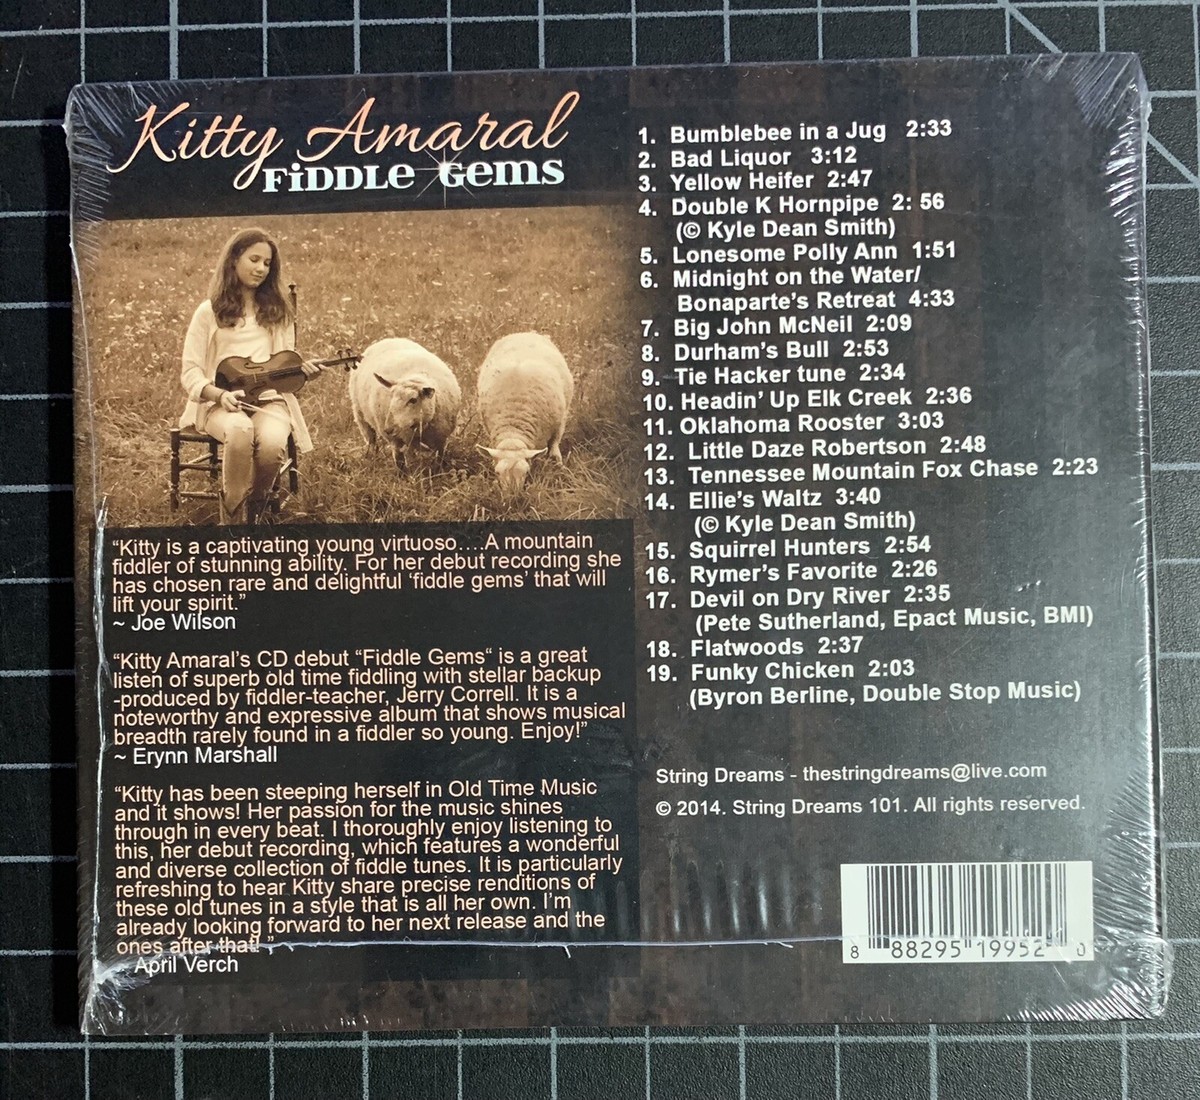 Kitty Amaral
FiDDLe Gems
"Kitty is a captivating young virtuoso....A mountain
fiddler of stunning ability. For her debut recording she
has chosen rare and delightful 'fiddle gems' that will
lift your spirit."
~ Joe Wilson
"Kitty Amaral's CD debut "Fiddle Gems" is a great
listen of superb old time fiddling with stellar backup
-produced by fiddler-teacher, Jerry Correll. It is a
noteworthy and expressive album that shows musical
breadth rarely found in a fiddler so young. Enjoy!"
~ Erynn Marshall
"Kitty has been steeping herself in Old Time Music
and it shows! Her passion for the music shines
through in every beat. I thoroughly enjoy listening to
this, her debut recording, which features a wonderful
and diverse collection of fiddle tunes. It is particularly
refreshing to hear Kitty share precise renditions of
these old tunes in a style that is all her own. I'm
already looking forward to her next release and the
ones after that! "
April Verch
1. Bumblebee in a Jug 2:33
2. Bad Liquor 3:12
3. Yellow Heifer 2:47
4. Double K Hornpipe 2: 56
(© Kyle Dean Smith)
5. Lonesome Polly Ann 1:51
6. Midnight on the Water/
Bonaparte's Retreat 4:33
7. Big John McNeil 2:09
8. Durham's Bull 2:53
9. Tie Hacker tune 2:34
10. Headin' Up Elk Creek 2:36
11. Oklahoma Rooster 3:03
12. Little Daze Robertson 2:48
13. Tennessee Mountain Fox Chase 2:23
14. Ellie's Waltz 3:40
(© Kyle Dean Smith)
15. Squirrel Hunters 2:54
16. Rymer's Favorite 2:26
17. Devil on Dry River 2:35
(Pete Sutherland, Epact Music, BMI)
18. Flatwoods 2:37
19. Funky Chicken 2:03
(Byron Berline, Double Stop Music)
String Dreams - thestringdreams@live.com
© 2014. String Dreams 101. All rights reserved.
8 88295 19952 0